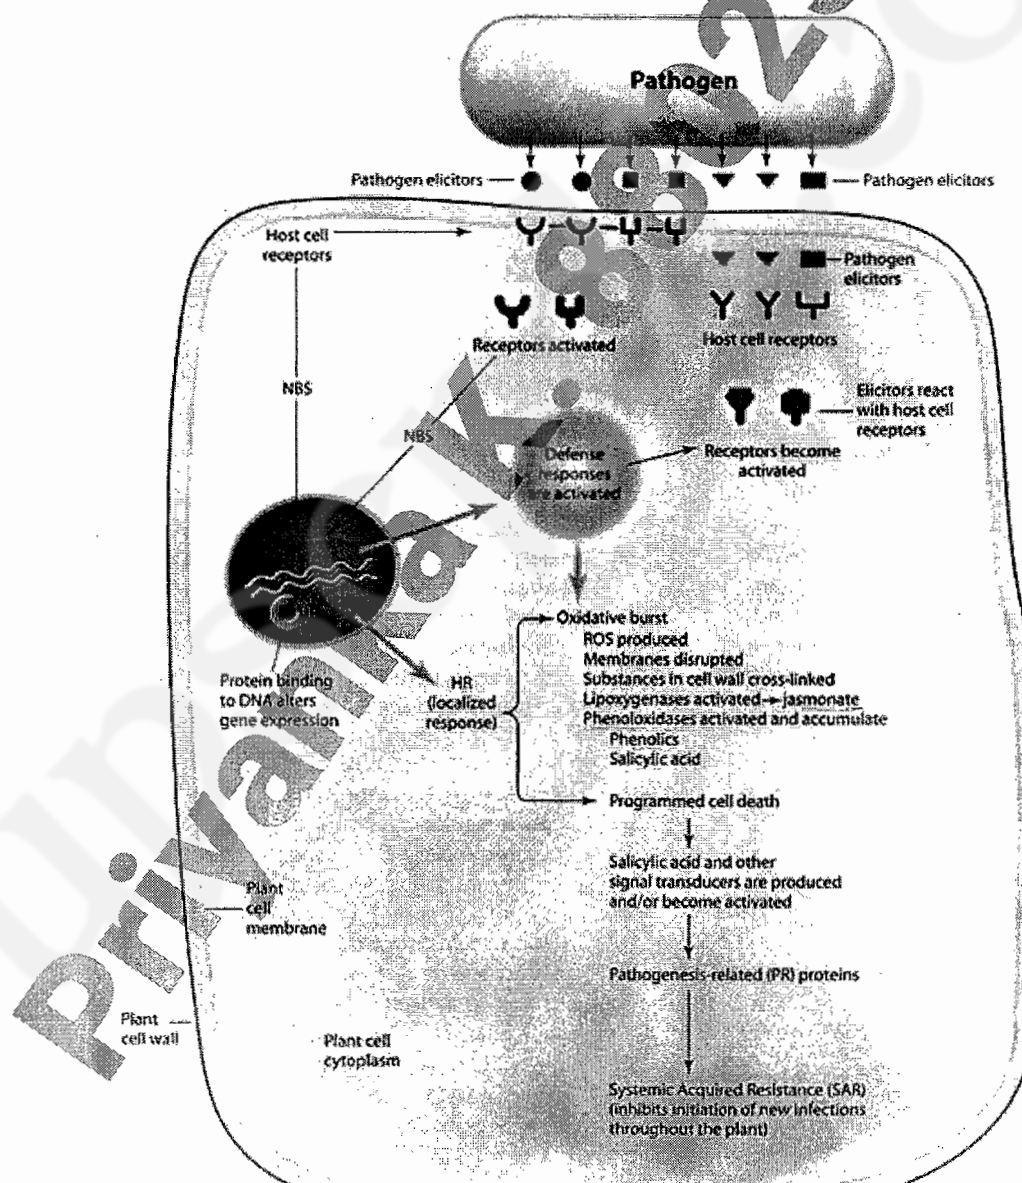 Pathogen
Pathogen elicitors
Pathogen elicitors
Host cell
receptors
Pathogen
elicitors
Receptors activated
Host cell receptors
NBS
NBS
Elicitors react
with host cell
receptors
Receptors become
activated
Defense
responses
are activated
Oxidative burst
ROS produced
Membranes disrupted
Substances in cell wall cross-linked
Lipoxygenases activated → jasmonate
Phenoloxidases activated and accumulate
Phenolics
Salicylic acid
Protein binding
to DNA alters
gene expression
HR
(localized
response)
Programmed cell death
Salicylic acid and other
signal transducers are produced
and/or become activated
Plant
cell
membrane
Pathogenesis-related (PR) proteins
Plant
cell wall
Plant cell
cytoplasm
Systemic Acquired Resistance (SAR)
(inhibits initiation of new infections
throughout the plant)